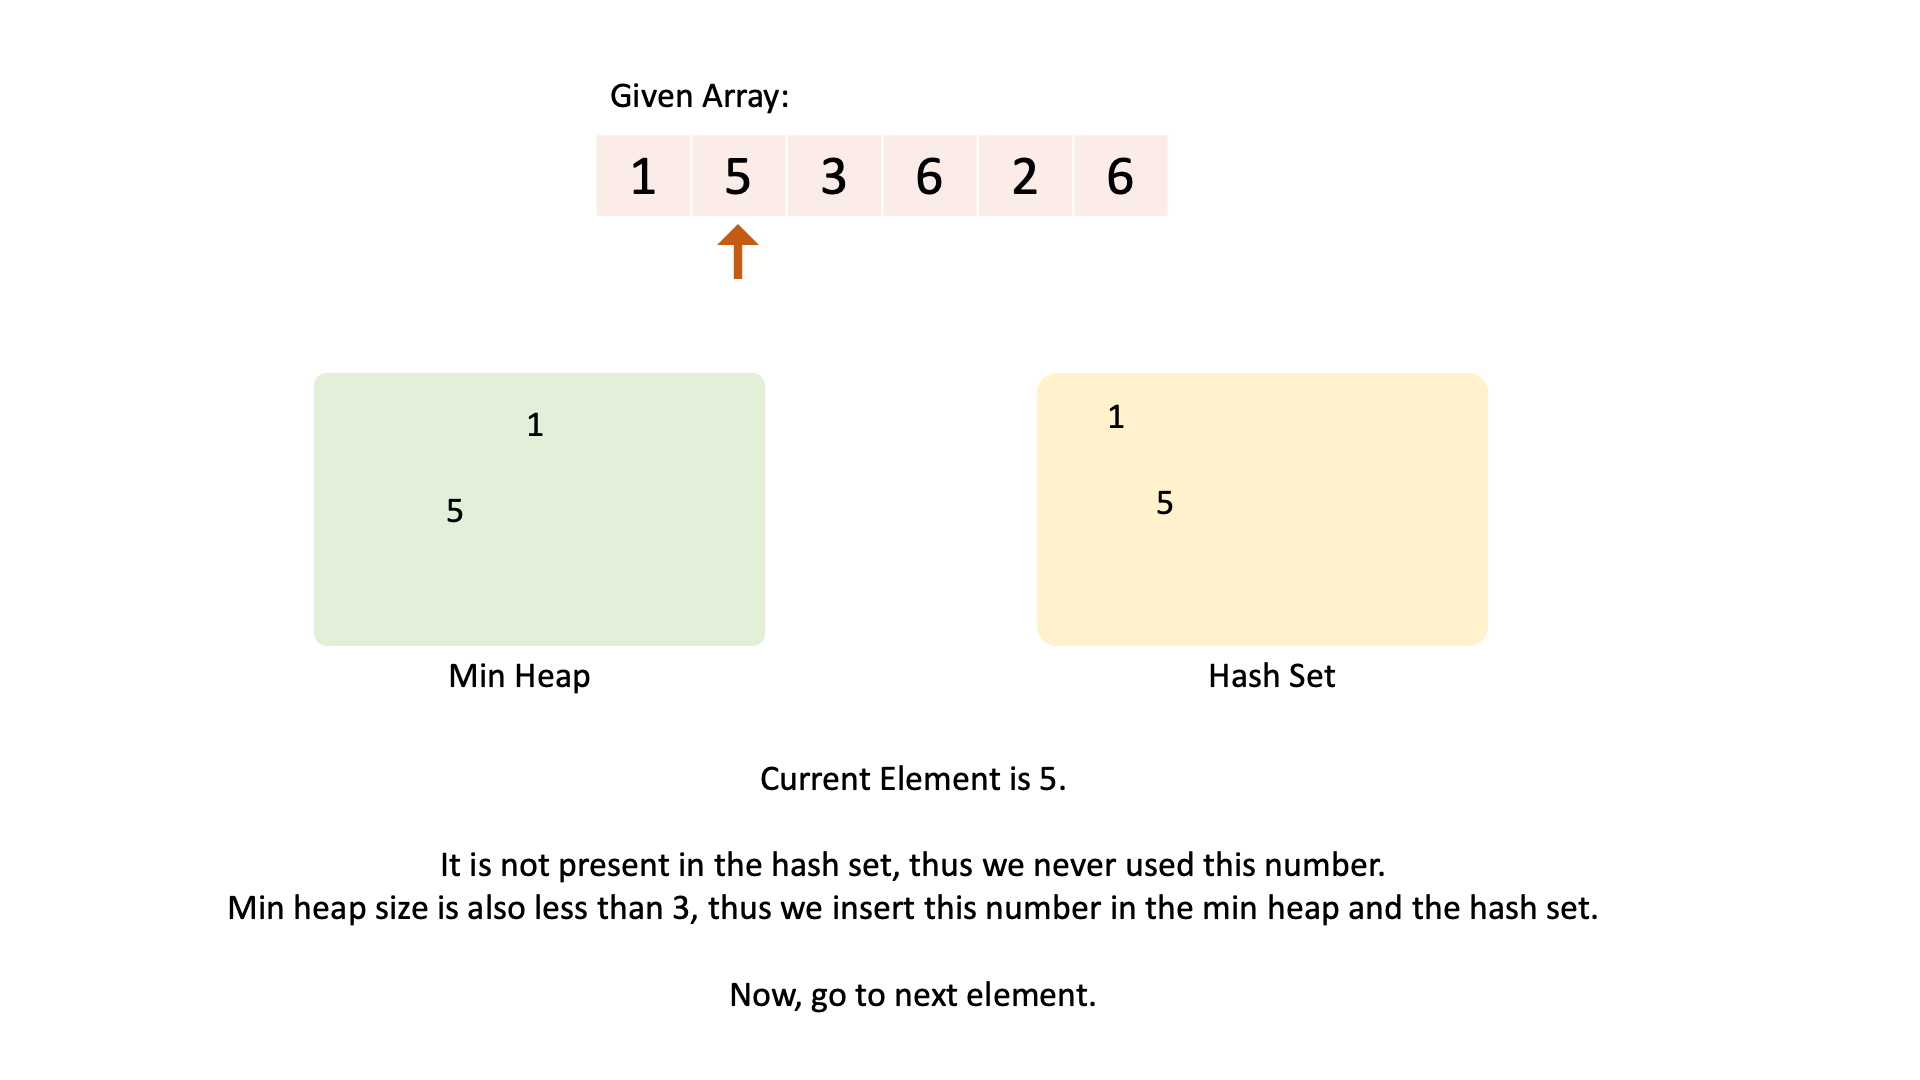 Given Array:
1 5 3 6 2 6
1
5
Min Heap
1
5
Hash Set
Current Element is 5.
It is not present in the hash set, thus we never used this number.
Min heap size is also less than 3, thus we insert this number in the min heap and the hash set.
Now, go to next element.